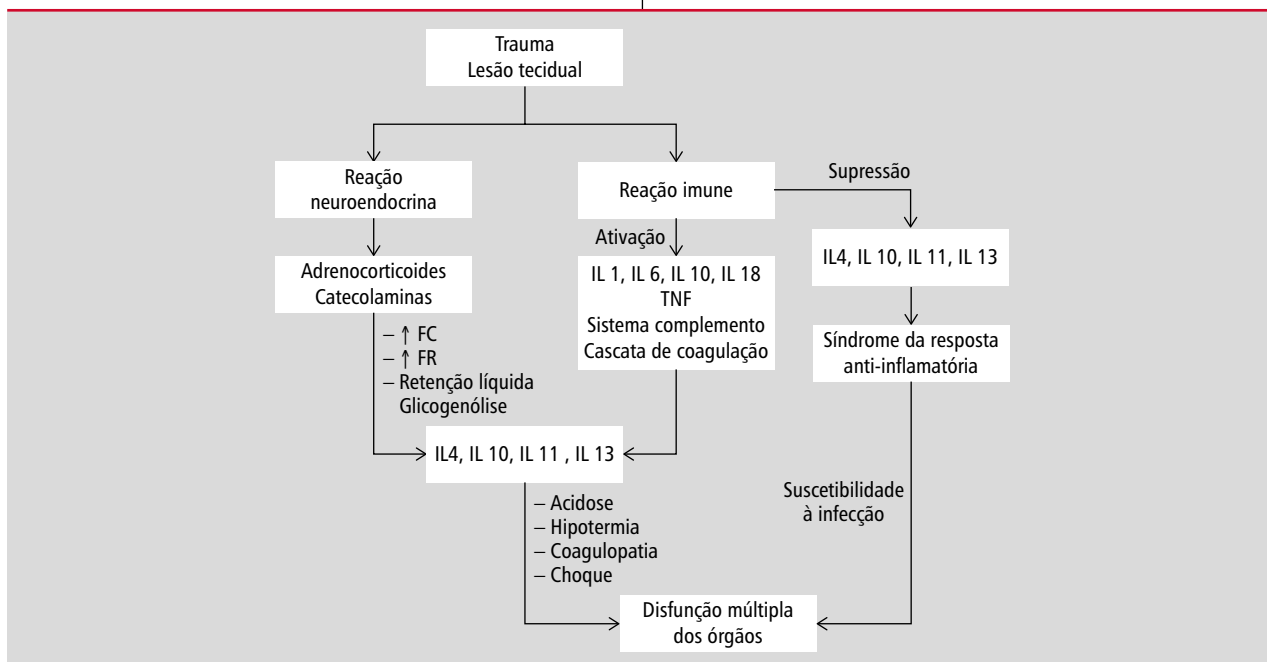 Trauma
Lesão tecidual
Reação
neuroendocrina
Reação imune
Supressão
Ativação
Adrenocorticoides
Catecolaminas
IL 1, IL 6, IL 10, IL 18
TNF
Sistema complemento
Cascata de coagulação
IL4, IL 10, IL 11, IL 13
– ↑ FC
– ↑ FR
– Retenção líquida
Glicogenólise
Síndrome da resposta
anti-inflamatória
IL4, IL 10, IL 11 , IL 13
– Acidose
– Hipotermia
– Coagulopatia
– Choque
Suscetibilidade
à infecção
Disfunção múltipla
dos órgãos